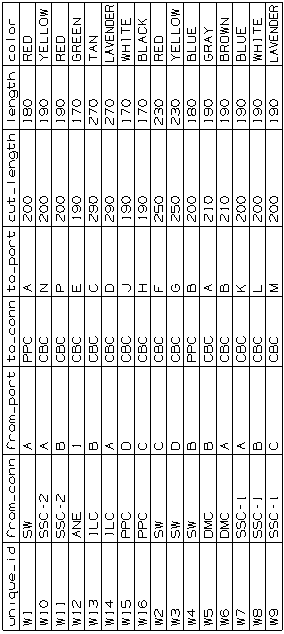 unique_id from_conn from_part to_conn to_part cut_length length color
W1 SW A PPC A 200 180 RED
W10 SSC-2 A CBC N 200 190 YELLOW
W11 SSC-2 B CBC P 200 190 RED
W12 ANE 1 CBC E 190 170 GREEN
W13 ILC B CBC C 290 270 TAN
W14 ILC A CBC D 290 270 LAVENDER
W15 PPC D CBC J 190 170 WHITE
W16 PPC C CBC H 190 170 BLACK
W2 SW C CBC F 250 230 RED
W3 SW D CBC G 250 230 YELLOW
W4 SW B PPC B 200 180 BLUE
W5 DMC B CBC A 210 190 GRAY
W6 DMC A CBC B 210 190 BROWN
W7 SSC-1 A CBC K 200 190 BLUE
W8 SSC-1 B CBC L 200 190 WHITE
W9 SSC-1 C CBC M 200 190 LAVENDER